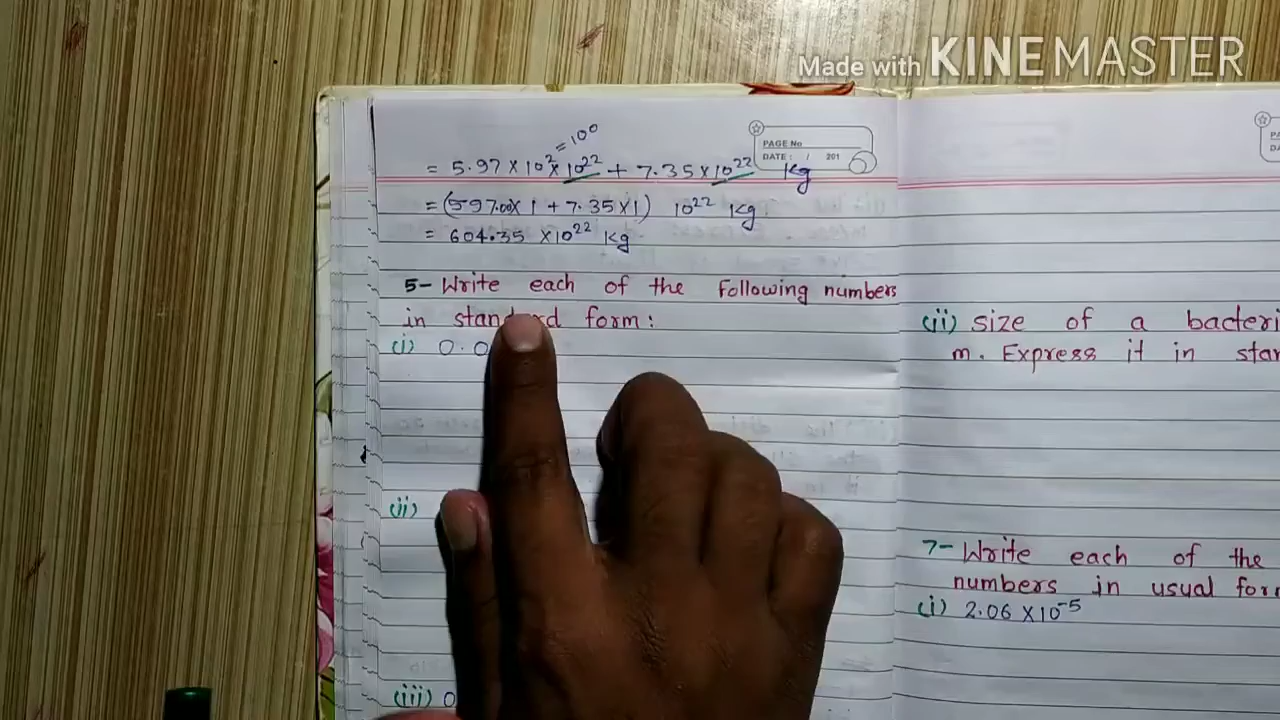 Made with KINEMASTER
= 100
= 5.97 × 10² × 10²² + 7.35 × 10²² Kg
PAGE No
DATE : / 201
= (597.00 × 1 + 7.35 × 1) 10²² Kg
= 604.35 × 10²² Kg
5- Write each of the following numbers
in form :
(i) 0.0
(ii)
(iii) 0
(ii) size of a bacteri
m. Express it in stan
7- Write each of the
numbers in usual for
(i) 2.06 × 10⁻⁵